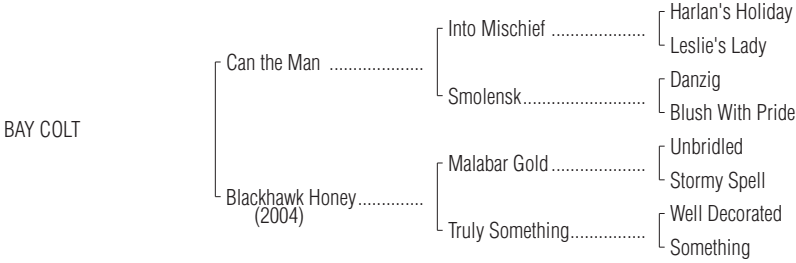 Harlan's Holiday
Into Mischief ....................
Leslie's Lady
Can the Man ....................
Danzig
Smolensk..........................
Blush With Pride
BAY COLT
Unbridled
Malabar Gold ....................
Stormy Spell
Blackhawk Honey..............
(2004)
Well Decorated
Truly Something................
Something